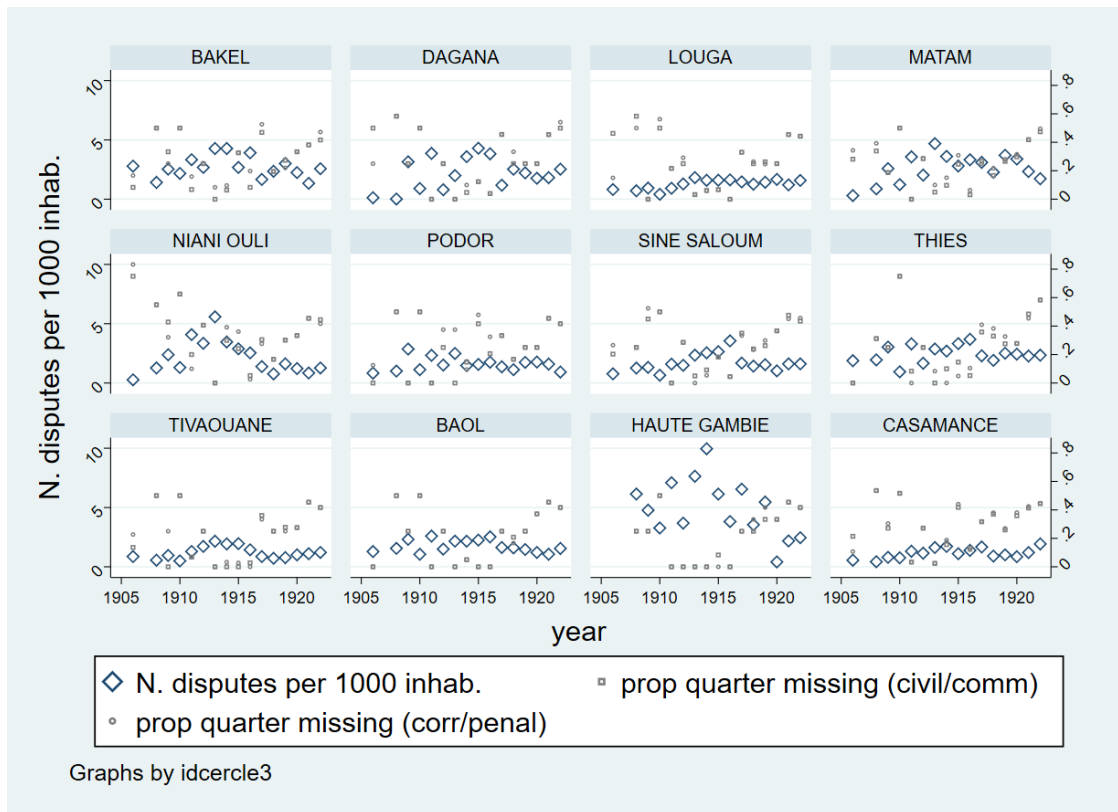 BAKEL DAGANA LOUGA MATAM
10 5 0 .8 .6 .4 .2 0
NIANI OULI PODOR SINE SALOUM THIES
10 5 0 .8 .6 .4 .2 0
TIVAOUANE BAOL HAUTE GAMBIE CASAMANCE
10 5 0 .8 .6 .4 .2 0
N. disputes per 1000 inhab.
1905 1910 1915 1920 1905 1910 1915 1920 1905 1910 1915 1920 1905 1910 1915 1920
year
N. disputes per 1000 inhab. prop quarter missing (civil/comm)
prop quarter missing (corr/penal)
Graphs by idcercle3